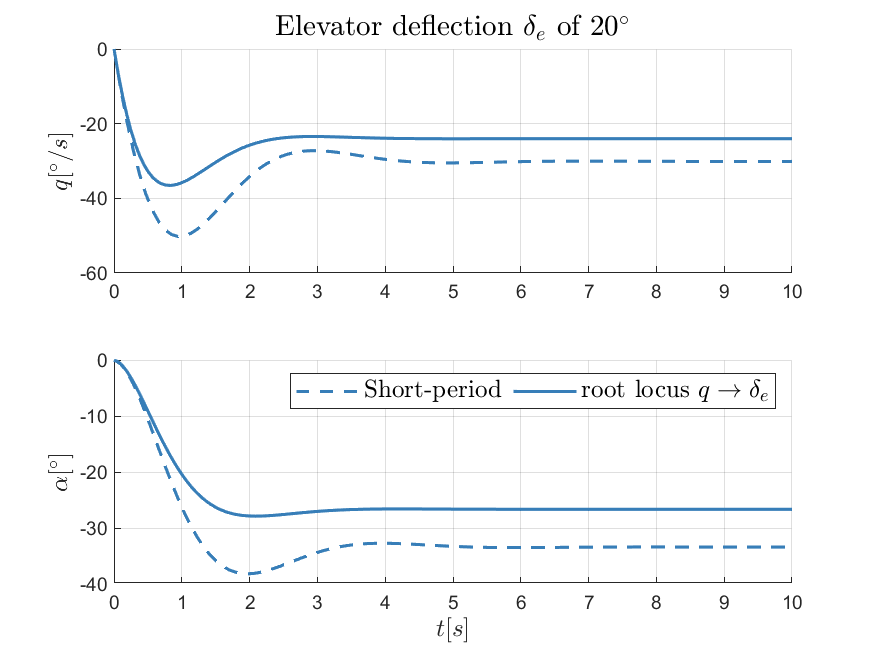 Elevator deflection δₑ of 20°
0
-20
-40
-60
q[°/s]
0 1 2 3 4 5 6 7 8 9 10
0
-10
-20
-30
-40
α[°]
Short-period root locus q → δₑ
0 1 2 3 4 5 6 7 8 9 10
t[s]